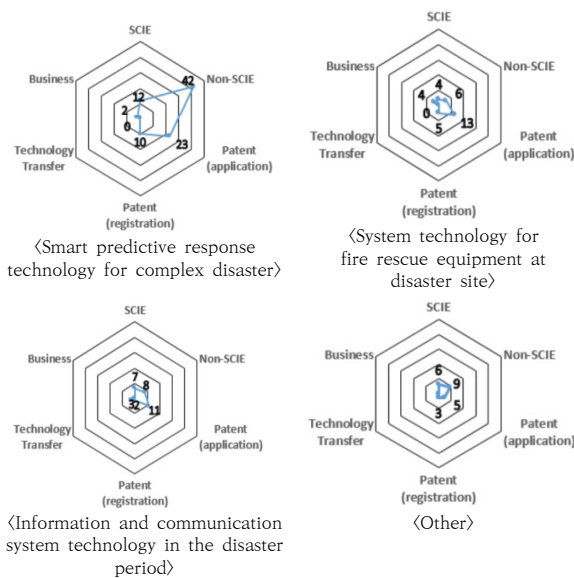 SCIE
Business
42
Non-SCIE
12
2
0
10
23
Technology
Transfer
Patent
(application)
Patent
(registration)
〈Smart predictive response
technology for complex disaster〉
SCIE
Business
Non-SCIE
4
4
6
0
13
5
Technology
Transfer
Patent
(application)
Patent
(registration)
〈System technology for
fire rescue equipment at
disaster site〉
SCIE
Business
Non-SCIE
7
8
32
11
Technology
Transfer
Patent
(application)
Patent
(registration)
〈Information and communication
system technology in the disaster
period〉
SCIE
Business
Non-SCIE
6
9
5
3
Technology
Transfer
Patent
(application)
Patent
(registration)
〈Other〉